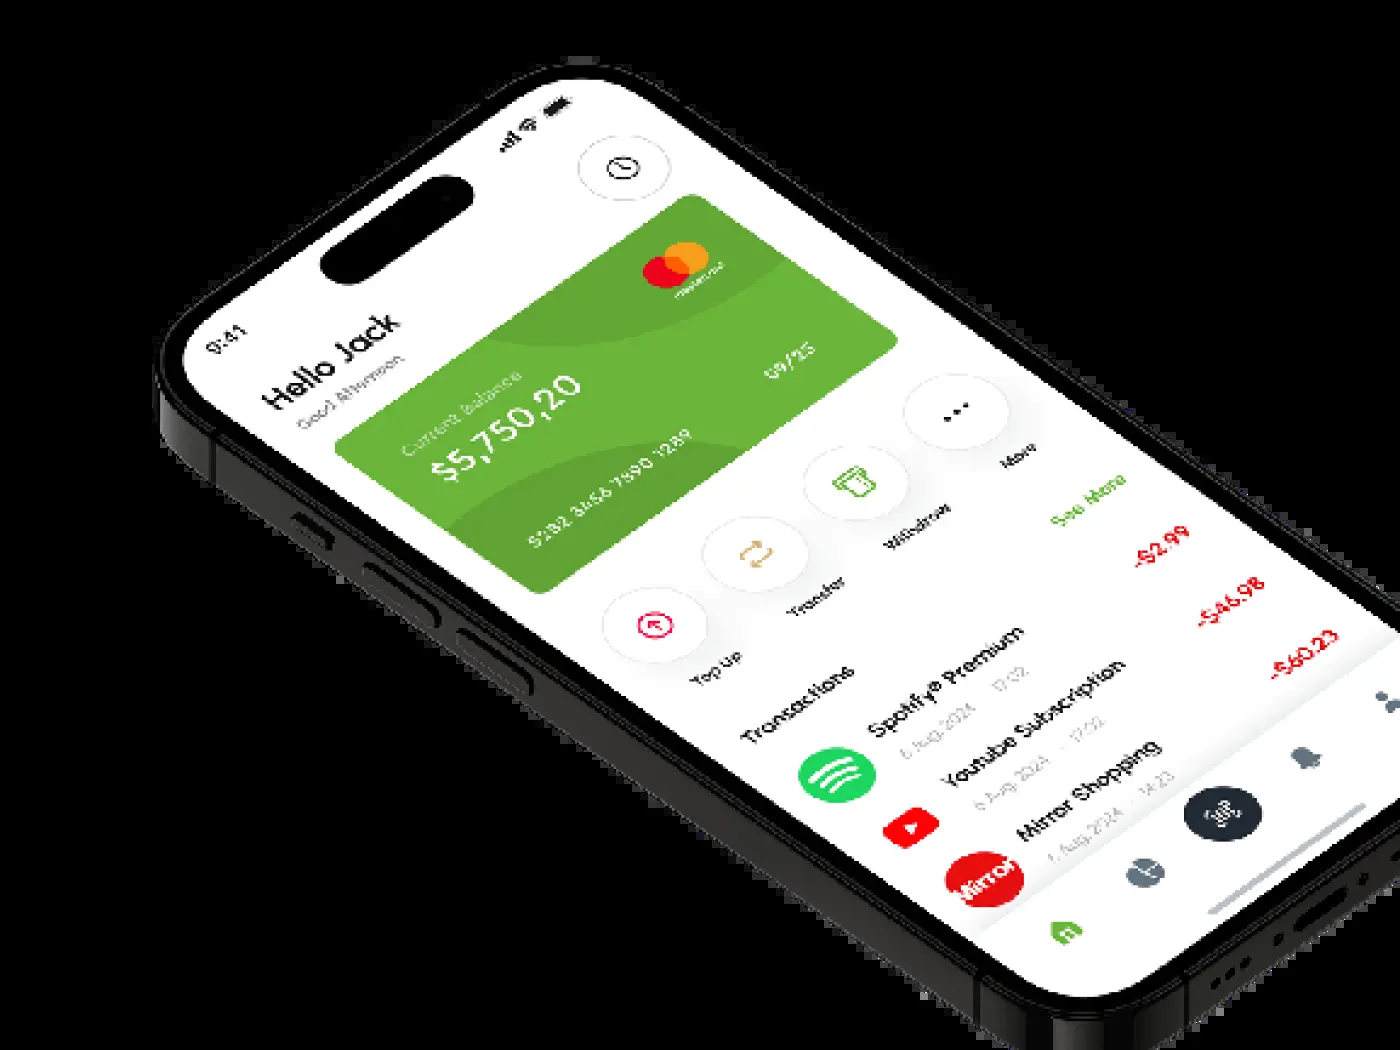 9:41
Hello Jack
Good Afternoon
mastercard
Current balance
$5,750,20
5282 3456 7890 1289
09/25
Top Up
Transfer
Withdraw
More
Transactions
See More
Spotify® Premium
6 Aug, 2024 · 17:02
-$2.99
Youtube Subscription
6 Aug, 2024 · 17:02
-$46.98
Mirror Shopping
1, Aug, 2024 · 14:23
-$60.23
Mirror